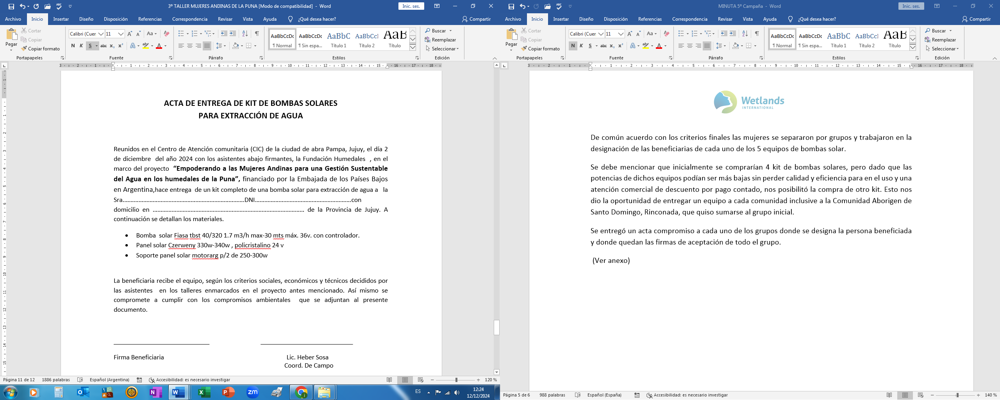 3º TALLER MUJERES ANDINAS DE LA PUNA [Modo de compatibilidad] - Word
Inic. ses.
Archivo Inicio Insertar Diseño Disposición Referencias Correspondencia Revisar Vista Ayuda ¿Qué desea hacer? Compartir
Pegar
Cortar
Copiar
Copiar formato
Portapapeles
Calibri (Cuer 11
Fuente
Párrafo
AaBbCcDc AaBbCcDc AaBbC AaBbCcI AaB
¶ Normal ¶ Sin espa... Título 1 Título 2 Título
Estilos
Buscar
Reemplazar
Seleccionar
Edición
ACTA DE ENTREGA DE KIT DE BOMBAS SOLARES
PARA EXTRACCIÓN DE AGUA
Reunidos en el Centro de Atención comunitaria (CIC) de la ciudad de abra Pampa, Jujuy, el día 2
de diciembre  del año 2024 con los asistentes abajo firmantes, la Fundación Humedales  , en el
marco del proyecto  “Empoderando a las Mujeres Andinas para una Gestión Sustentable
del Agua en los humedales de la Puna”, financiado por la Embajada de los Países Bajos
en Argentina,hace entrega  de un kit completo de una bomba solar para extracción de agua a   la
Sra.............................................................................DNI.............................................................con
domicilio en ................................................................................................ de la Provincia de Jujuy. A
continuación se detallan los materiales.
• Bomba  solar Fiasa tbst 40/320 1.7 m3/h max-30 mts máx. 36v. con controlador.
• Panel solar Czerweny 330w-340w , policristalino 24 v
• Soporte panel solar motorarg p/2 de 250-300w
La beneficiaria recibe el equipo, según los criterios sociales, económicos y técnicos decididos por
las asistentes  en los talleres enmarcados en el proyecto antes mencionado. Así mismo se
compromete a cumplir con los compromisos ambientales  que se adjuntan al presente
documento.
Firma Beneficiaria
Lic. Heber Sosa
Coord. De Campo
Página 11 de 12 1886 palabras Español (Argentina) Accesibilidad: es necesario investigar 120 %
ES
12:24
12/12/2024
MINUTA 5º Campaña - Word
Inic. ses.
Archivo Inicio Insertar Diseño Disposición Referencias Correspondencia Revisar Vista Ayuda ¿Qué desea hacer? Compartir
Pegar
Cortar
Copiar
Copiar formato
Portapapeles
Calibri (Cuer 11
Fuente
Párrafo
AaBbCcDc AaBbCcDc AaBbC AaBbCcI AaB
¶ Normal ¶ Sin espa... Título 1 Título 2 Título
Estilos
Buscar
Reemplazar
Seleccionar
Edición
Wetlands
INTERNATIONAL
De común acuerdo con los criterios finales las mujeres se separaron por grupos y trabajaron en la
designación de las beneficiarias de cada uno de los 5 equipos de bombas solar.
Se debe mencionar que inicialmente se comprarían 4 kit de bombas solares, pero dado que las
potencias de dichos equipos podían ser más bajas sin perder calidad y eficiencia para en el uso y una
atención comercial de descuento por pago contado, nos posibilitó la compra de otro kit. Esto nos
dio la oportunidad de entregar un equipo a cada comunidad inclusive a la Comunidad Aborigen de
Santo Domingo, Rinconada, que quiso sumarse al grupo inicial.
Se entregó un acta compromiso a cada uno de los grupos donde se designa la persona beneficiada
y donde quedan las firmas de aceptación de todo el grupo.
(Ver anexo)
Página 5 de 6 988 palabras Español (España) Accesibilidad: es necesario investigar 140 %